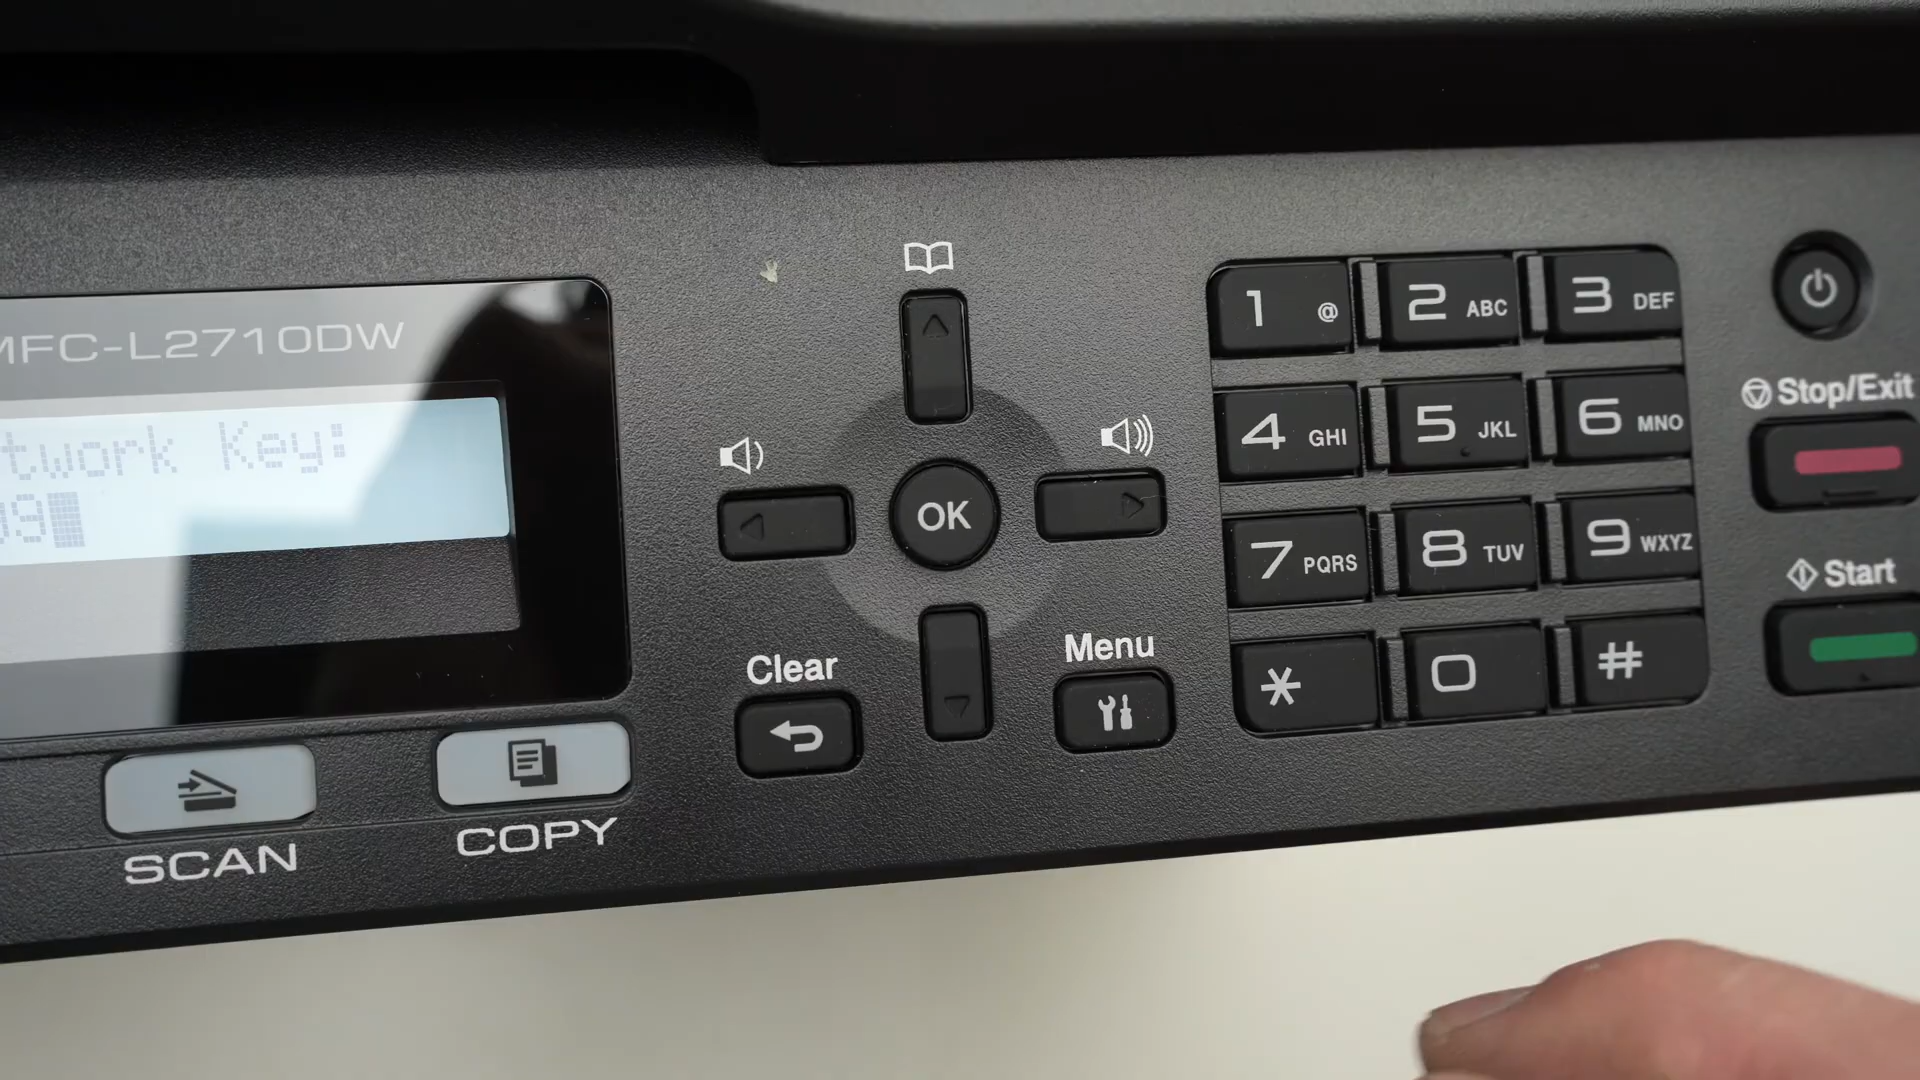 MFC-L2710DW
twork Key:
09
SCAN
COPY
OK
Clear
Menu
1 @
2 ABC
3 DEF
4 GHI
5 JKL
6 MNO
7 PQRS
8 TUV
9 WXYZ
*
0
#
Stop/Exit
Start